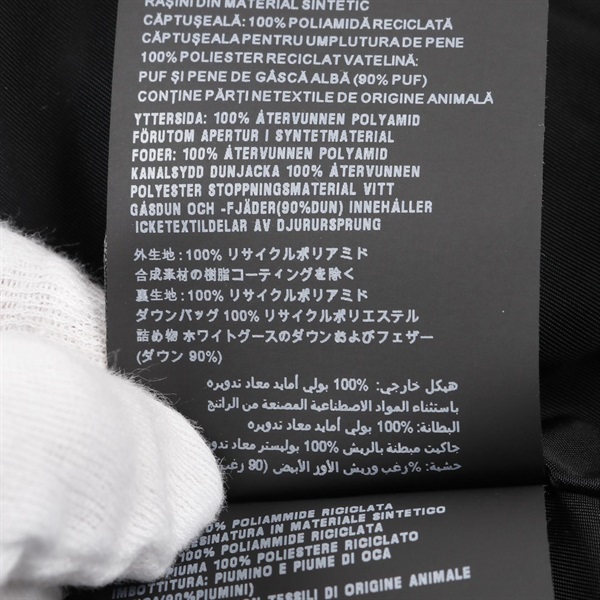 RĂȘINI DIN MATERIAL SINTETIC
CĂPTUȘEALĂ: 100% POLIAMIDĂ RECICLATĂ
CĂPTUȘEALA PENTRU UMPLUTURA DE PENE
100% POLIESTER RECICLAT VATELINĂ:
PUF ȘI PENE DE GÂSCĂ ALBĂ (90% PUF)
CONȚINE PĂRȚI NETEXTILE DE ORIGINE ANIMALĂ
YTTERSIDA: 100% ÅTERVUNNEN POLYAMID
FÖRUTOM APERTUR I SYNTETMATERIAL
FODER: 100% ÅTERVUNNEN POLYAMID
KANALSYDD DUNJACKA 100% ÅTERVUNNEN
POLYESTER STOPPNINGSMATERIAL VITT
GÅSDUN OCH -FJÄDER(90%DUN) INNEHÅLLER
ICKETEXTILDELAR AV DJURURSPRUNG
外生地:100% リサイクルポリアミド
合成素材の樹脂コーティングを除く
裏生地:100% リサイクルポリアミド
ダウンバッグ 100% リサイクルポリエステル
詰め物 ホワイトグースのダウンおよびフェザー
(ダウン 90%)
هيكل خارجي: 100% بولي أمايد معاد تدويره
باستثناء المواد الاصطناعية المصنوعة من الراتنج
البطانة: 100% بولي أمايد معاد تدويره
جاكيت مبطنة بالريش 100% بوليستر معاد تدويره
حشية: %رغب وريش الأوز الأبيض (90 رغب
100% POLIAMMIDE RICICLATA
RESINATURA IN MATERIALE SINTETICO
100% POLIAMMIDE RICICLATA
PIUMA 100% POLIESTERE RICICLATO
IMBOTTITURA: PIUMINO E PIUME DI OCA
(90%PIUMINI)
TESSILI DI ORIGINE ANIMALE